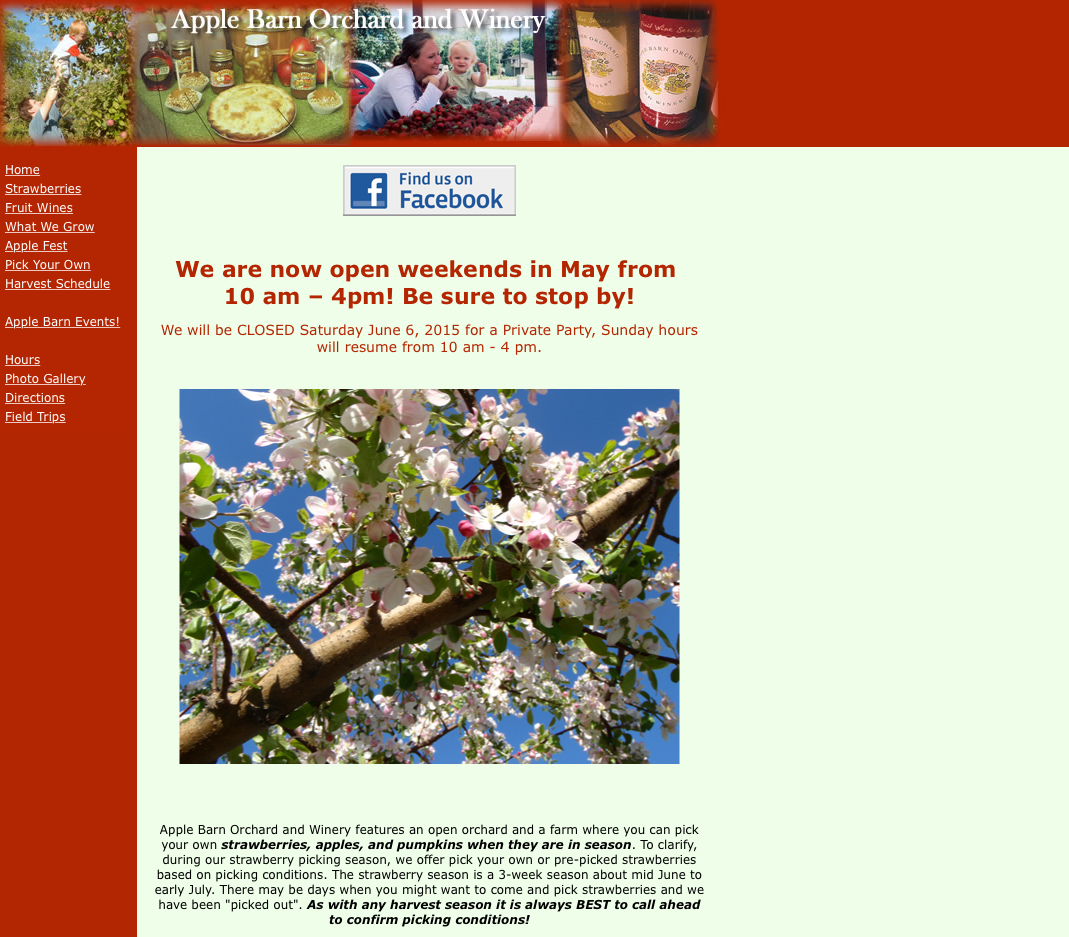 Apple Barn Orchard and Winery
Home
Strawberries
Fruit Wines
What We Grow
Apple Fest
Pick Your Own
Harvest Schedule
Apple Barn Events!
Hours
Photo Gallery
Directions
Field Trips
Find us on
Facebook
We are now open weekends in May from
10 am – 4pm! Be sure to stop by!
We will be CLOSED Saturday June 6, 2015 for a Private Party, Sunday hours
will resume from 10 am - 4 pm.
Apple Barn Orchard and Winery features an open orchard and a farm where you can pick
your own strawberries, apples, and pumpkins when they are in season. To clarify,
during our strawberry picking season, we offer pick your own or pre-picked strawberries
based on picking conditions. The strawberry season is a 3-week season about mid June to
early July. There may be days when you might want to come and pick strawberries and we
have been "picked out". As with any harvest season it is always BEST to call ahead
to confirm picking conditions!